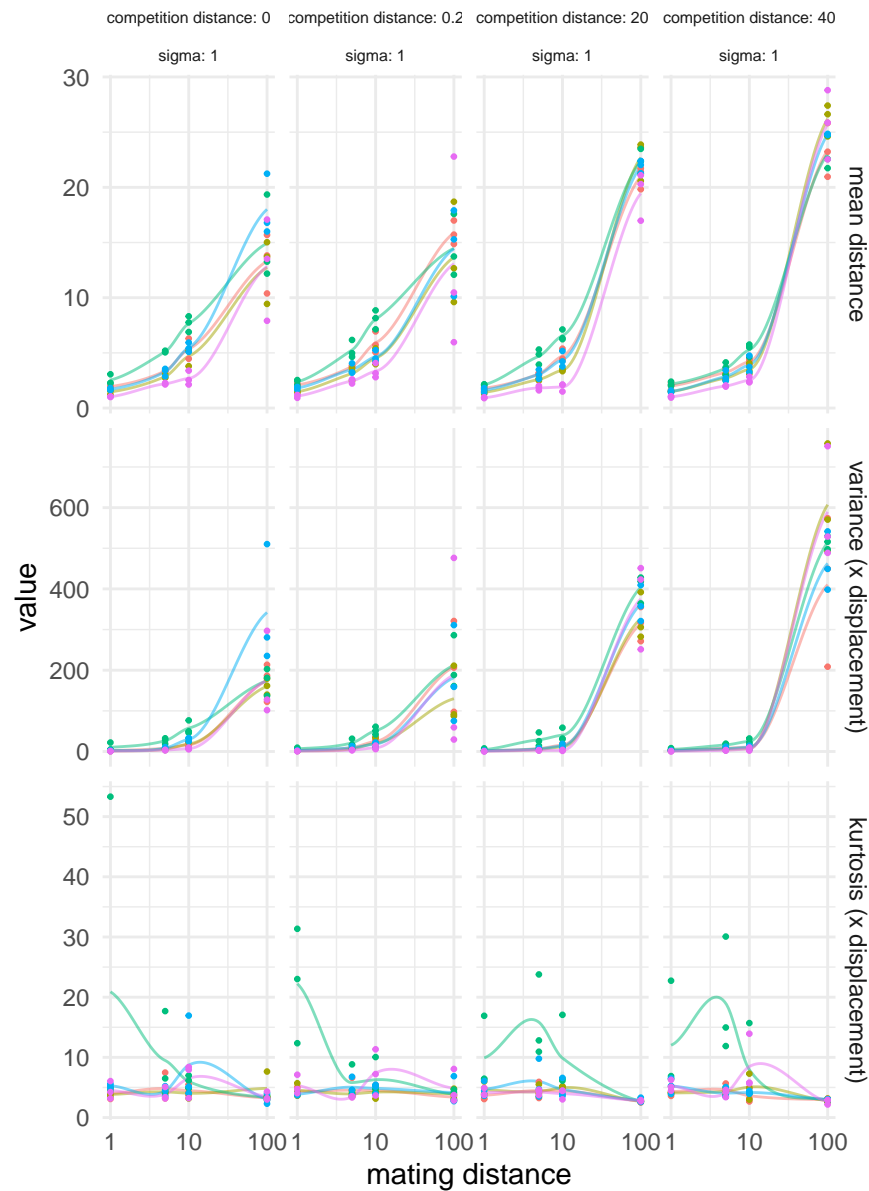 competition distance: 0 competition distance: 0.2 competition distance: 20 competition distance: 40
sigma: 1 sigma: 1 sigma: 1 sigma: 1
30
20
10
0
mean distance
600
400
200
0
variance (x displacement)
value
50
40
30
20
10
0
kurtosis (x displacement)
1 10 100 1 10 100 1 10 100 1 10 100
mating distance